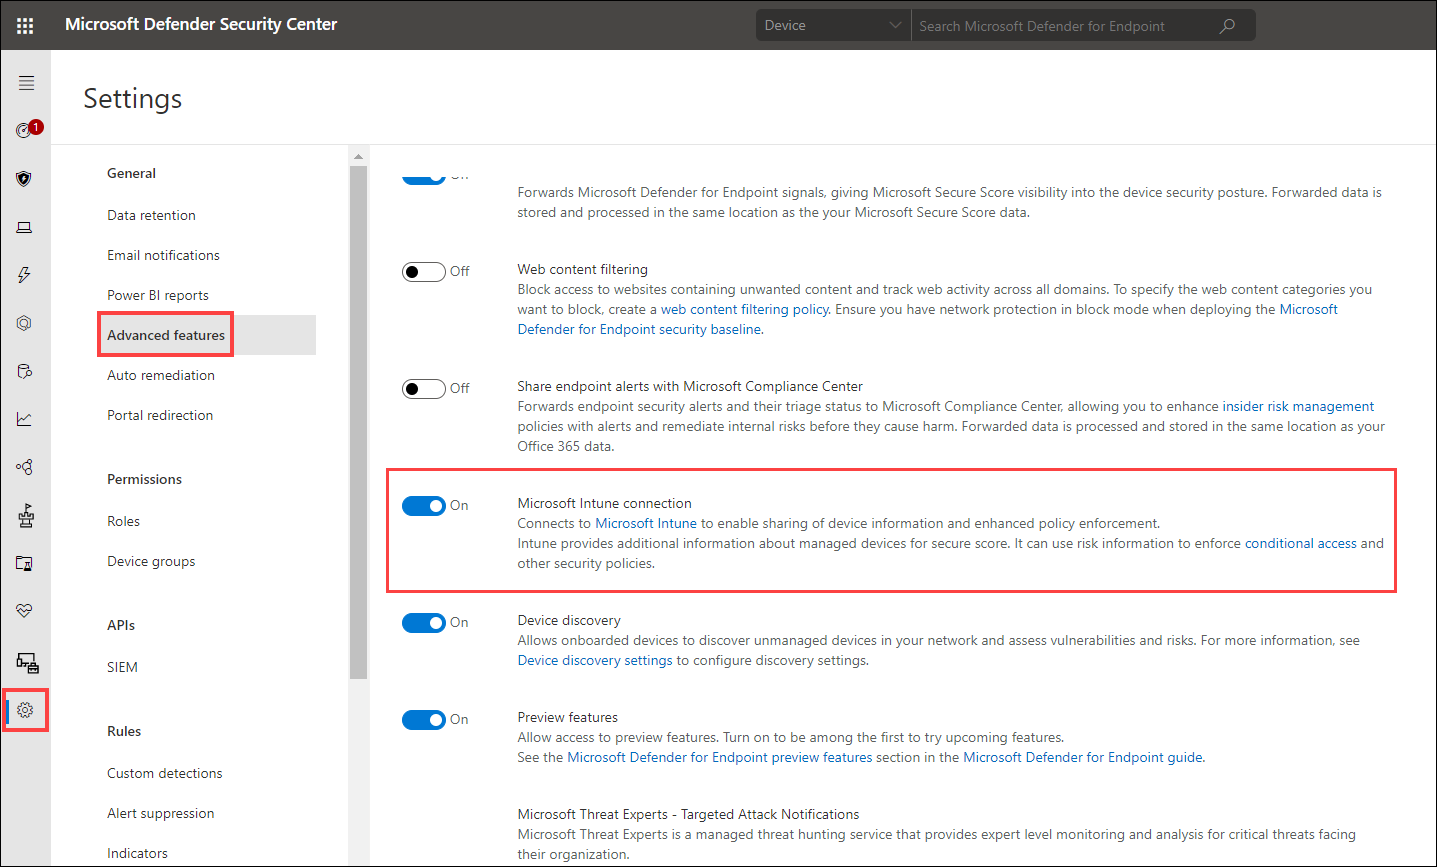 Microsoft Defender Security Center
Device
Search Microsoft Defender for Endpoint
Settings
1
General
Data retention
Email notifications
Power BI reports
Advanced features
Auto remediation
Portal redirection
Permissions
Roles
Device groups
APIs
SIEM
Rules
Custom detections
Alert suppression
Indicators
Forwards Microsoft Defender for Endpoint signals, giving Microsoft Secure Score visibility into the device security posture. Forwarded data is
stored and processed in the same location as the your Microsoft Secure Score data.
Off
Web content filtering
Block access to websites containing unwanted content and track web activity across all domains. To specify the web content categories you
want to block, create a web content filtering policy. Ensure you have network protection in block mode when deploying the Microsoft
Defender for Endpoint security baseline.
Off
Share endpoint alerts with Microsoft Compliance Center
Forwards endpoint security alerts and their triage status to Microsoft Compliance Center, allowing you to enhance insider risk management
policies with alerts and remediate internal risks before they cause harm. Forwarded data is processed and stored in the same location as your
Office 365 data.
On
Microsoft Intune connection
Connects to Microsoft Intune to enable sharing of device information and enhanced policy enforcement.
Intune provides additional information about managed devices for secure score. It can use risk information to enforce conditional access and
other security policies.
On
Device discovery
Allows onboarded devices to discover unmanaged devices in your network and assess vulnerabilities and risks. For more information, see
Device discovery settings to configure discovery settings.
On
Preview features
Allow access to preview features. Turn on to be among the first to try upcoming features.
See the Microsoft Defender for Endpoint preview features section in the Microsoft Defender for Endpoint guide.
Microsoft Threat Experts - Targeted Attack Notifications
Microsoft Threat Experts is a managed threat hunting service that provides expert level monitoring and analysis for critical threats facing
their organization.